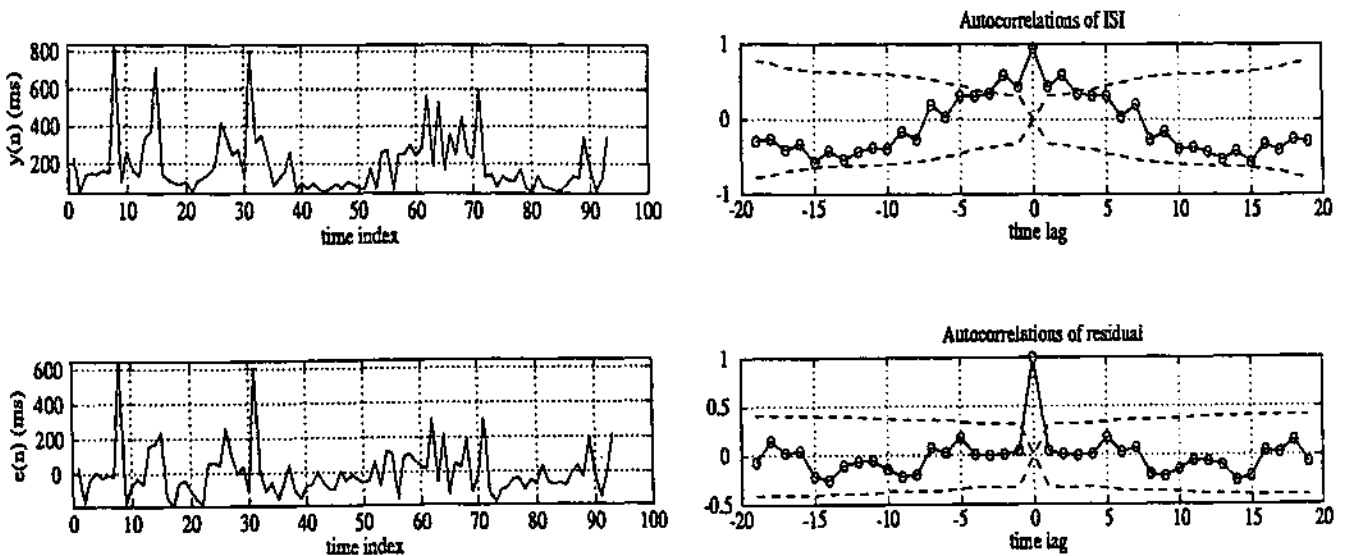 Autocorrelations of ISI
y(n) (ms)
800
600
400
200
0 10 20 30 40 50 60 70 80 90 100
time index
1
0
-1
-20 -15 -10 -5 0 5 10 15 20
time lag
Autocorrelations of residual
e(n) (ms)
600
400
200
0
0 10 20 30 40 50 60 70 80 90 100
time index
1
0.5
0
-0.5
-20 -15 -10 -5 0 5 10 15 20
time lag